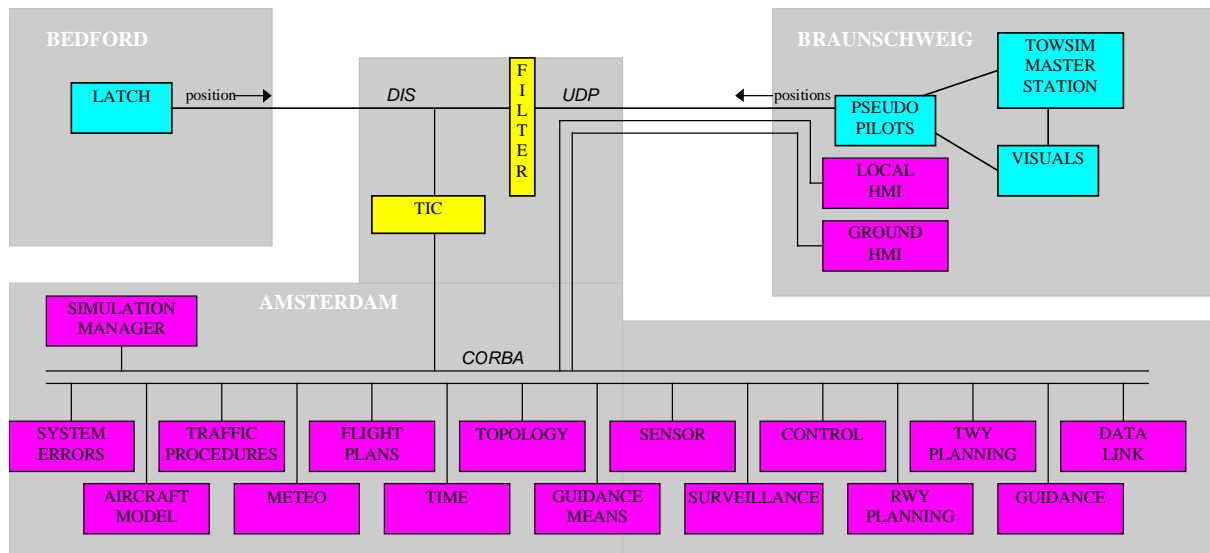 BEDFORD
BRAUNSCHWEIG
LATCH
position
DIS
FILTER
UDP
positions
PSEUDO
PILOTS
TOWSIM
MASTER
STATION
VISUALS
LOCAL
HMI
GROUND
HMI
TIC
AMSTERDAM
SIMULATION
MANAGER
CORBA
SYSTEM
ERRORS
TRAFFIC
PROCEDURES
FLIGHT
PLANS
TOPOLOGY
SENSOR
CONTROL
TWY
PLANNING
DATA
LINK
AIRCRAFT
MODEL
METEO
TIME
GUIDANCE
MEANS
SURVEILLANCE
RWY
PLANNING
GUIDANCE